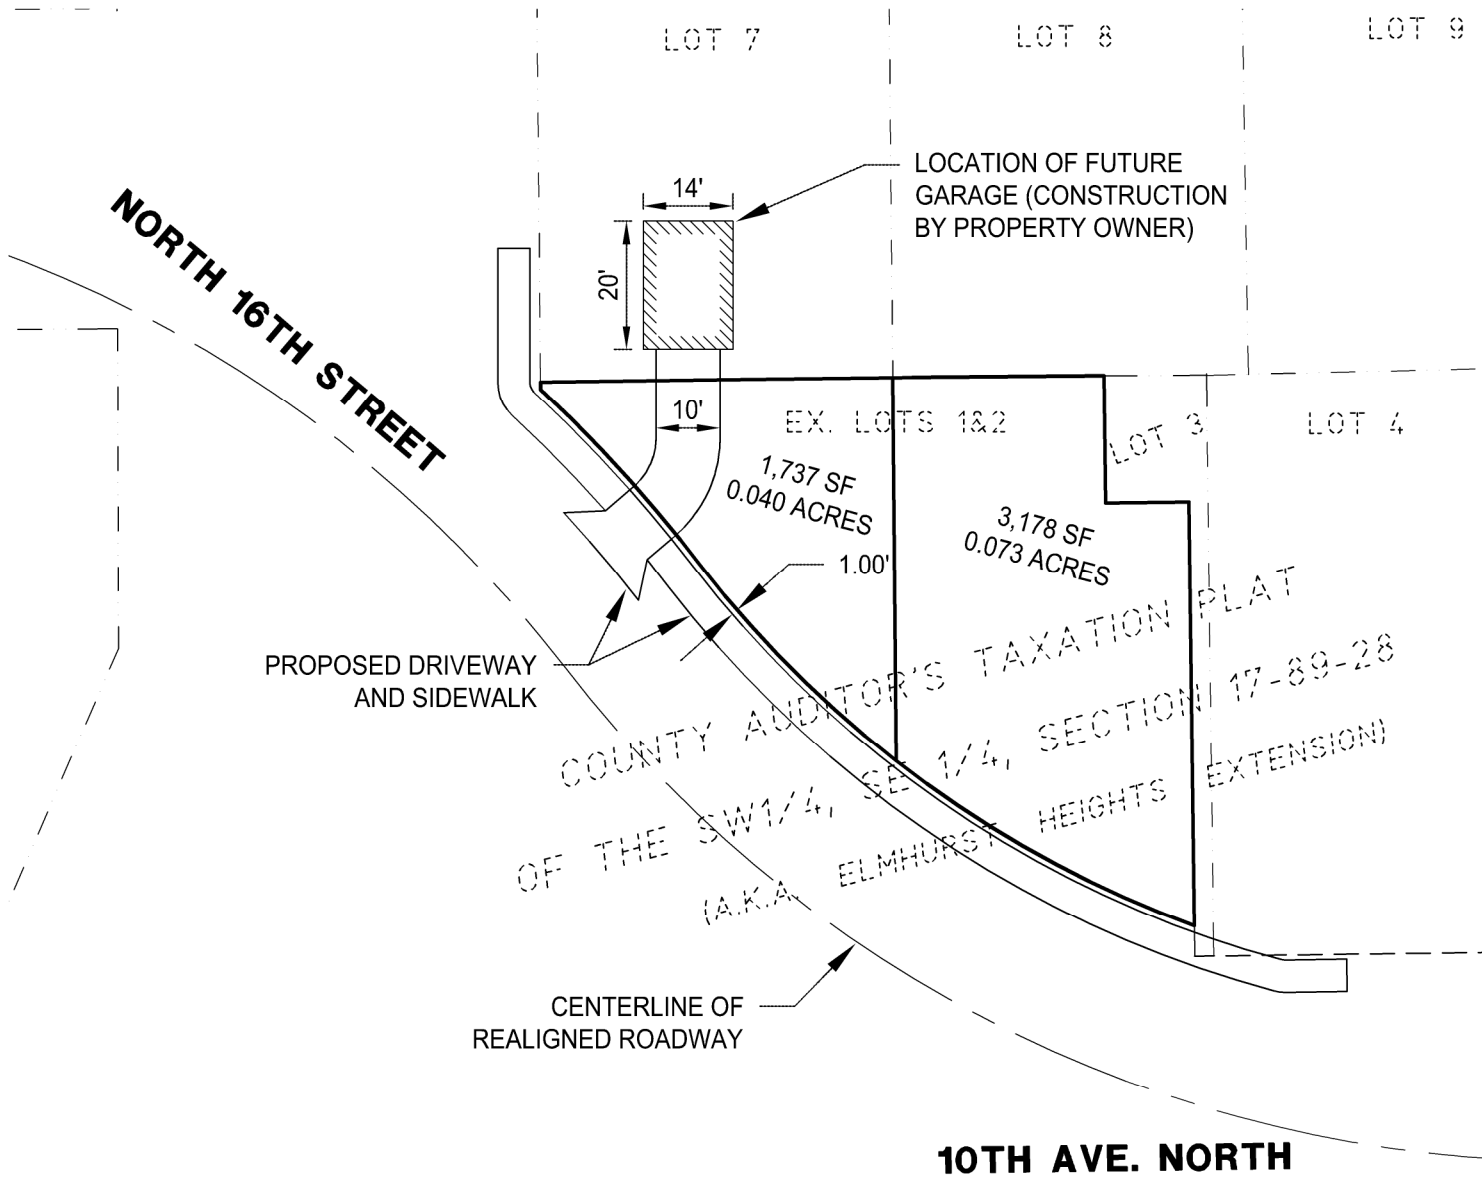 LOT 7
LOT 8
LOT 9
LOCATION OF FUTURE
GARAGE (CONSTRUCTION
BY PROPERTY OWNER)
14'
20'
NORTH 16TH STREET
10'
EX. LOTS 1&2
LOT 3
LOT 4
1,737 SF
0.040 ACRES
3,178 SF
0.073 ACRES
1.00'
PROPOSED DRIVEWAY
AND SIDEWALK
COUNTY AUDITOR'S TAXATION PLAT
OF THE SW1/4, SE 1/4, SECTION 17-89-28
(A.K.A. ELMHURST HEIGHTS EXTENSION)
CENTERLINE OF
REALIGNED ROADWAY
10TH AVE. NORTH